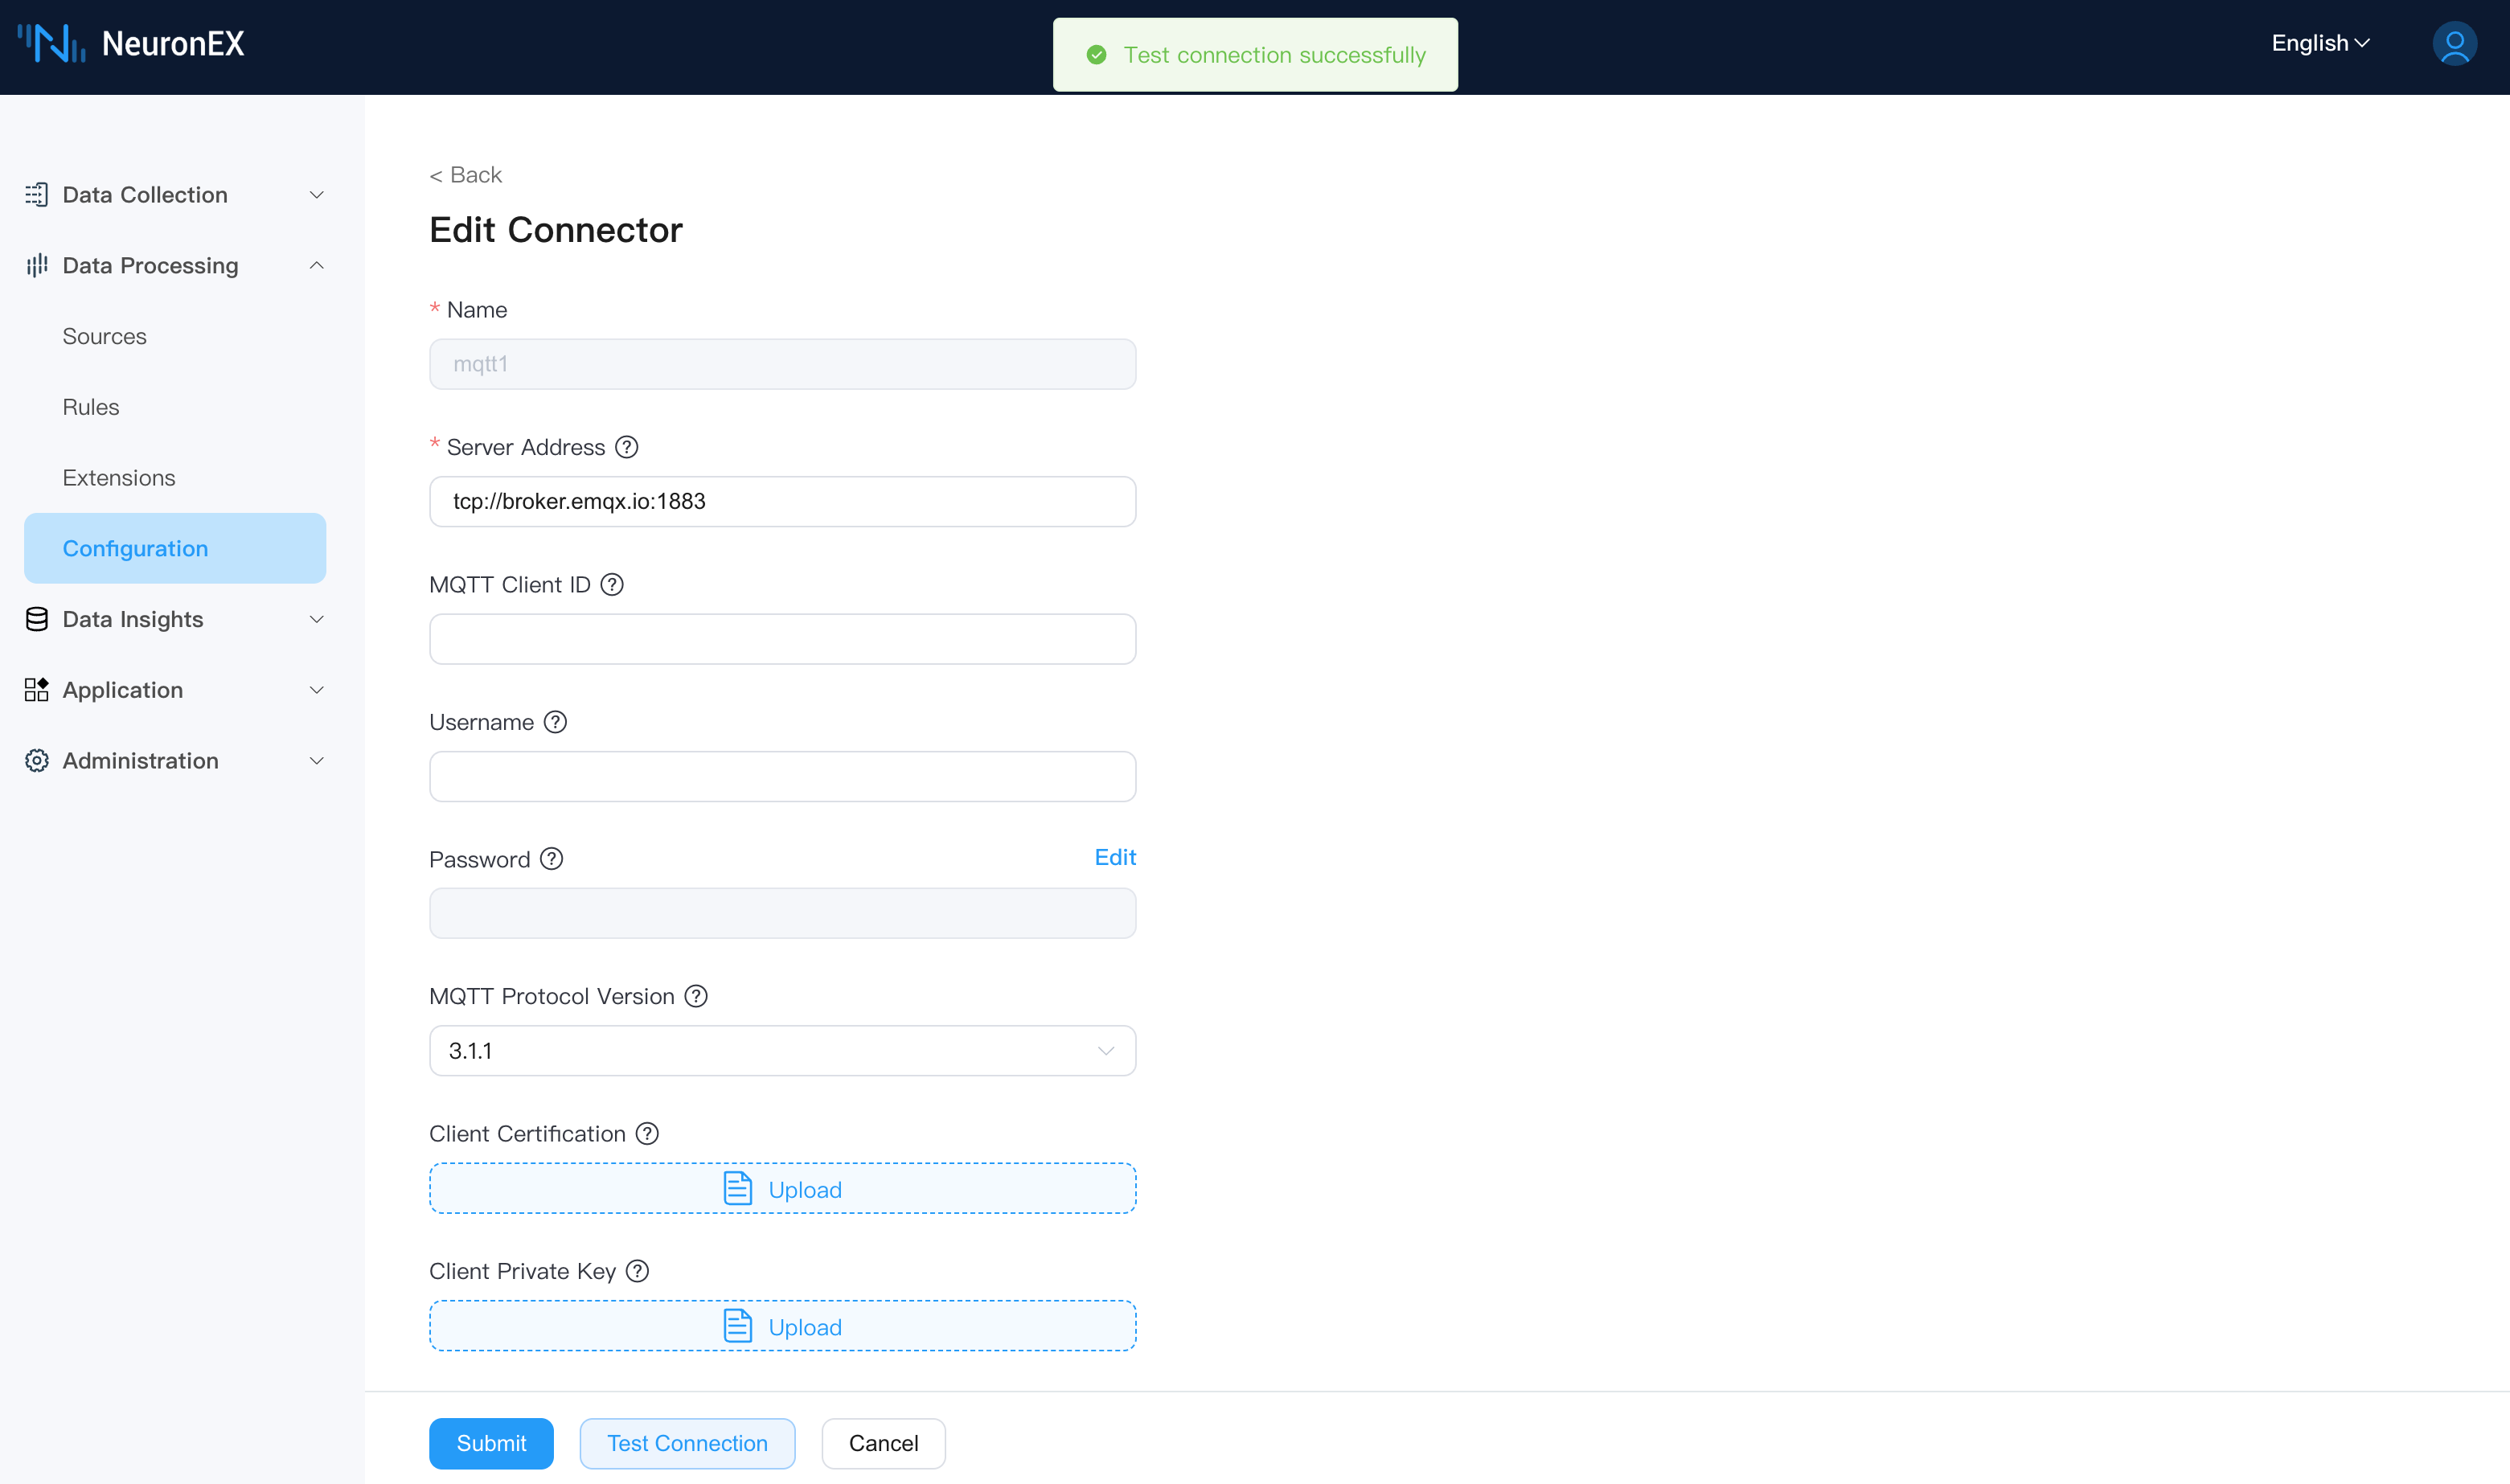 NeuronEX
Test connection successfully
English
Data Collection
Data Processing
Sources
Rules
Extensions
Configuration
Data Insights
Application
Administration
< Back
Edit Connector
* Name
mqtt1
* Server Address ?
tcp://broker.emqx.io:1883
MQTT Client ID ?
Username ?
Password ? Edit
MQTT Protocol Version ?
3.1.1
Client Certification ?
Upload
Client Private Key ?
Upload
Submit Test Connection Cancel